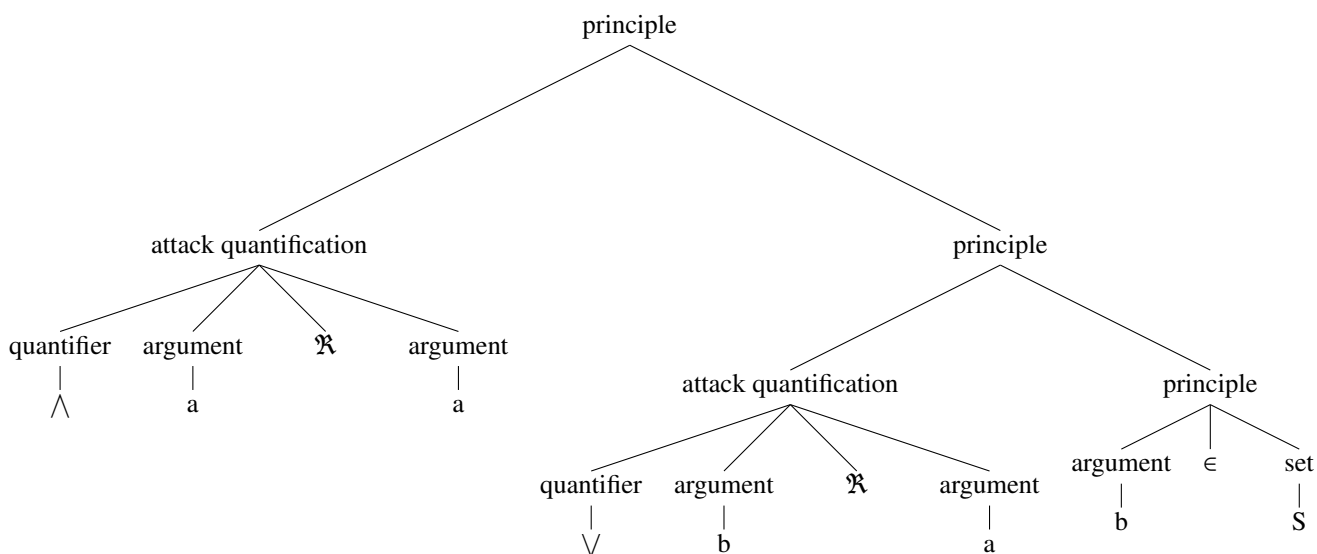 principle
attack quantification principle
quantifier argument ℜ argument
⋀ a a
attack quantification principle
quantifier argument ℜ argument
⋁ b a
argument ∈ set
b S